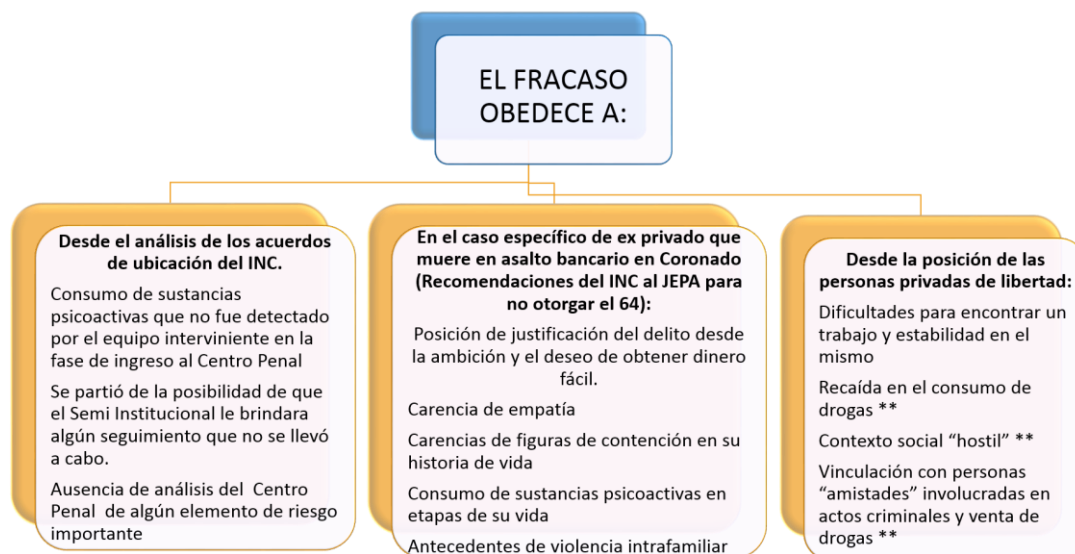 EL FRACASO
OBEDECE A:
Desde el análisis de los acuerdos
de ubicación del INC.
Consumo de sustancias
psicoactivas que no fue detectado
por el equipo interviniente en la
fase de ingreso al Centro Penal
Se partió de la posibilidad de que
el Semi Institucional le brindara
algún seguimiento que no se llevó
a cabo.
Ausencia de análisis del Centro
Penal de algún elemento de riesgo
importante
En el caso específico de ex privado que
muere en asalto bancario en Coronado
(Recomendaciones del INC al JEPA para
no otorgar el 64):
Posición de justificación del delito desde
la ambición y el deseo de obtener dinero
fácil.
Carencia de empatía
Carencias de figuras de contención en su
historia de vida
Consumo de sustancias psicoactivas en
etapas de su vida
Antecedentes de violencia intrafamiliar
Desde la posición de las
personas privadas de libertad:
Dificultades para encontrar un
trabajo y estabilidad en el
mismo
Recaída en el consumo de
drogas **
Contexto social “hostil” **
Vinculación con personas
“amistades” involucradas en
actos criminales y venta de
drogas **